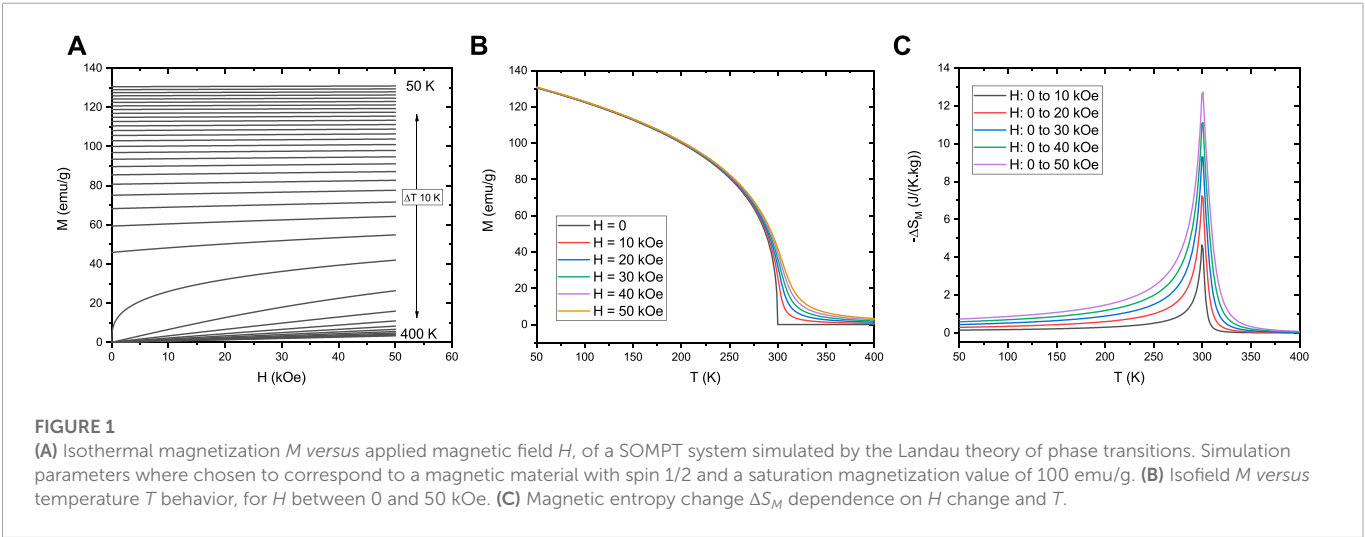 A
B
C
140
120
100
80
60
40
20
0
M (emu/g)
50 K
ΔT 10 K
400 K
0 10 20 30 40 50 60
H (kOe)
140
120
100
80
60
40
20
0
M (emu/g)
H = 0
H = 10 kOe
H = 20 kOe
H = 30 kOe
H = 40 kOe
H = 50 kOe
50 100 150 200 250 300 350 400
T (K)
14
12
10
8
6
4
2
0
-ΔSM (J/(K.kg))
H: 0 to 10 kOe
H: 0 to 20 kOe
H: 0 to 30 kOe
H: 0 to 40 kOe
H: 0 to 50 kOe
50 100 150 200 250 300 350 400
T (K)
FIGURE 1
(A) Isothermal magnetization M versus applied magnetic field H, of a SOMPT system simulated by the Landau theory of phase transitions. Simulation
parameters where chosen to correspond to a magnetic material with spin 1/2 and a saturation magnetization value of 100 emu/g. (B) Isofield M versus
temperature T behavior, for H between 0 and 50 kOe. (C) Magnetic entropy change ΔSM dependence on H change and T.